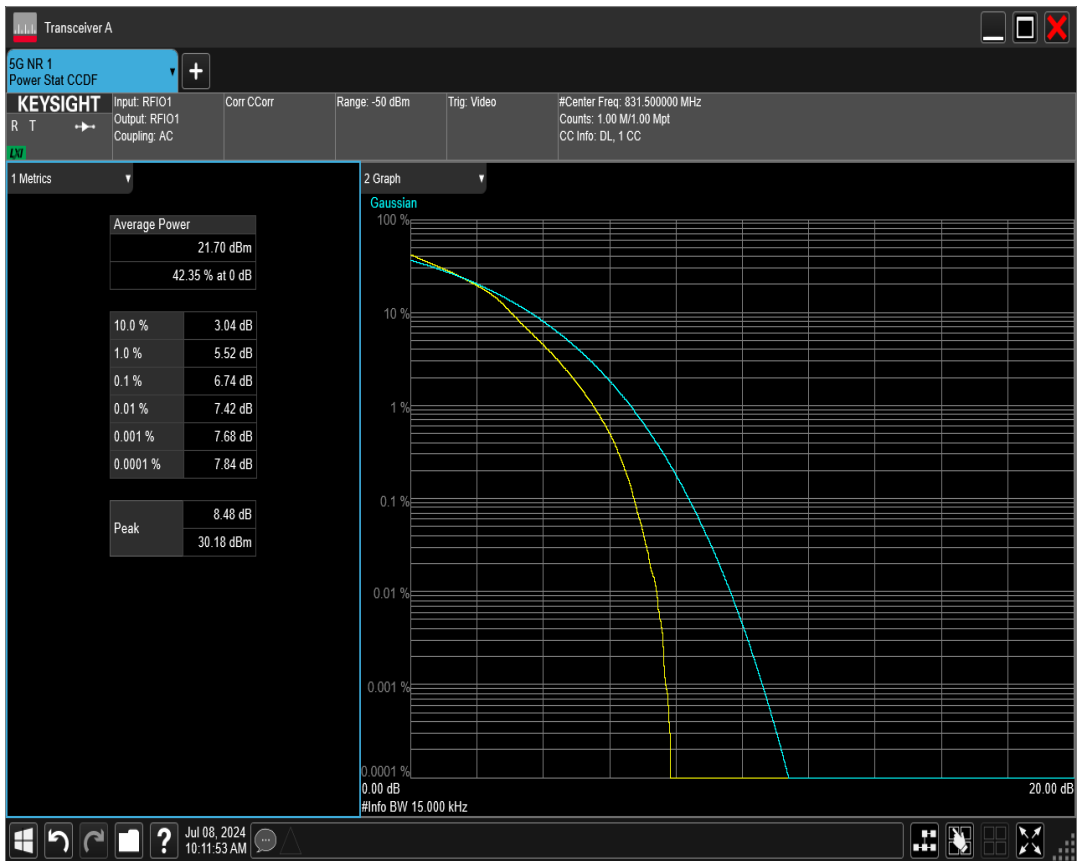 Transceiver A
5G NR 1
Power Stat CCDF
KEYSIGHT
R T
LXI
Input: RFIO1
Output: RFIO1
Coupling: AC
Corr CCorr
Range: -50 dBm
Trig: Video
#Center Freq: 831.500000 MHz
Counts: 1.00 M/1.00 Mpt
CC Info: DL, 1 CC
1 Metrics
Average Power
21.70 dBm
42.35 % at 0 dB
10.0 % 3.04 dB
1.0 % 5.52 dB
0.1 % 6.74 dB
0.01 % 7.42 dB
0.001 % 7.68 dB
0.0001 % 7.84 dB
Peak
8.48 dB
30.18 dBm
2 Graph
Gaussian
100 %
10 %
1 %
0.1 %
0.01 %
0.001 %
0.0001 %
0.00 dB 20.00 dB
#Info BW 15.000 kHz
Jul 08, 2024
10:11:53 AM